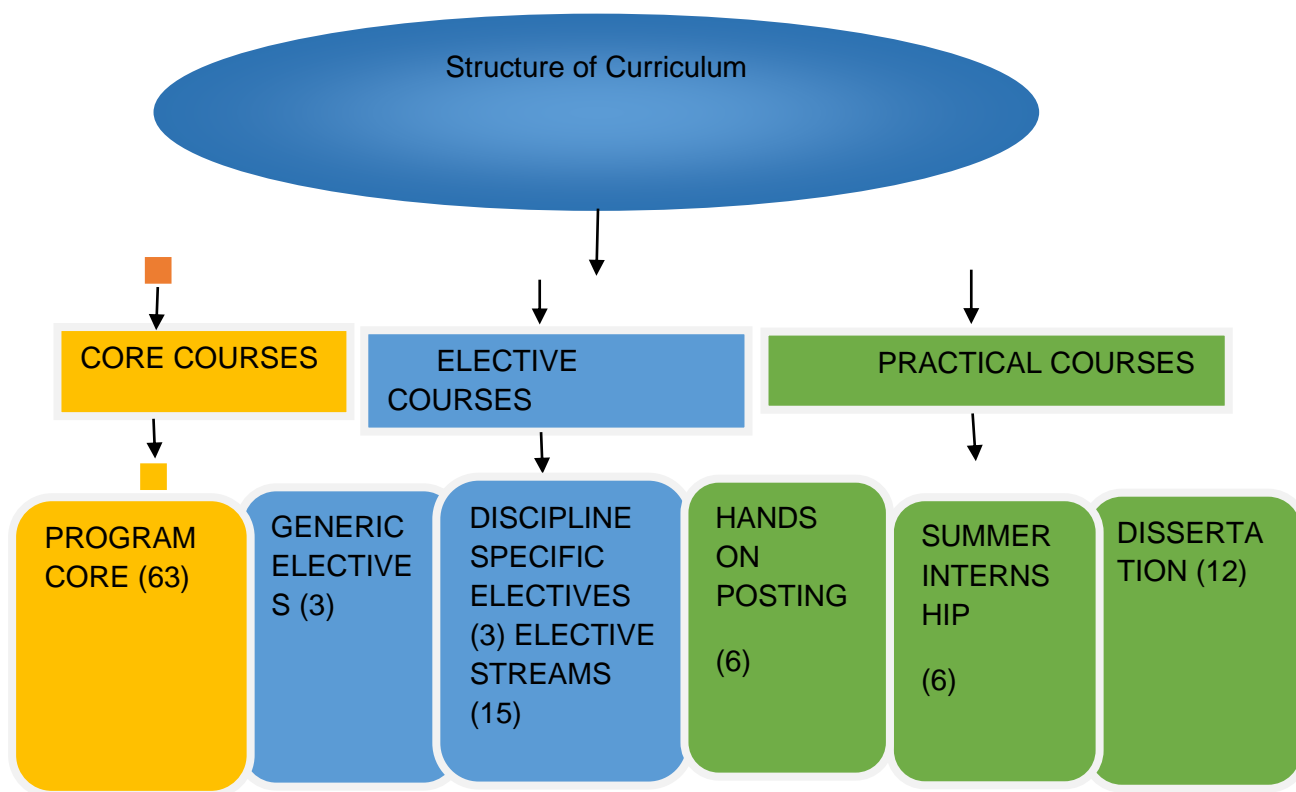 Structure of Curriculum
CORE COURSES
ELECTIVE
COURSES
PRACTICAL COURSES
PROGRAM
CORE (63)
GENERIC
ELECTIVE
S (3)
DISCIPLINE
SPECIFIC
ELECTIVES
(3) ELECTIVE
STREAMS
(15)
HANDS
ON
POSTING
(6)
SUMMER
INTERNS
HIP
(6)
DISSERTA
TION (12)